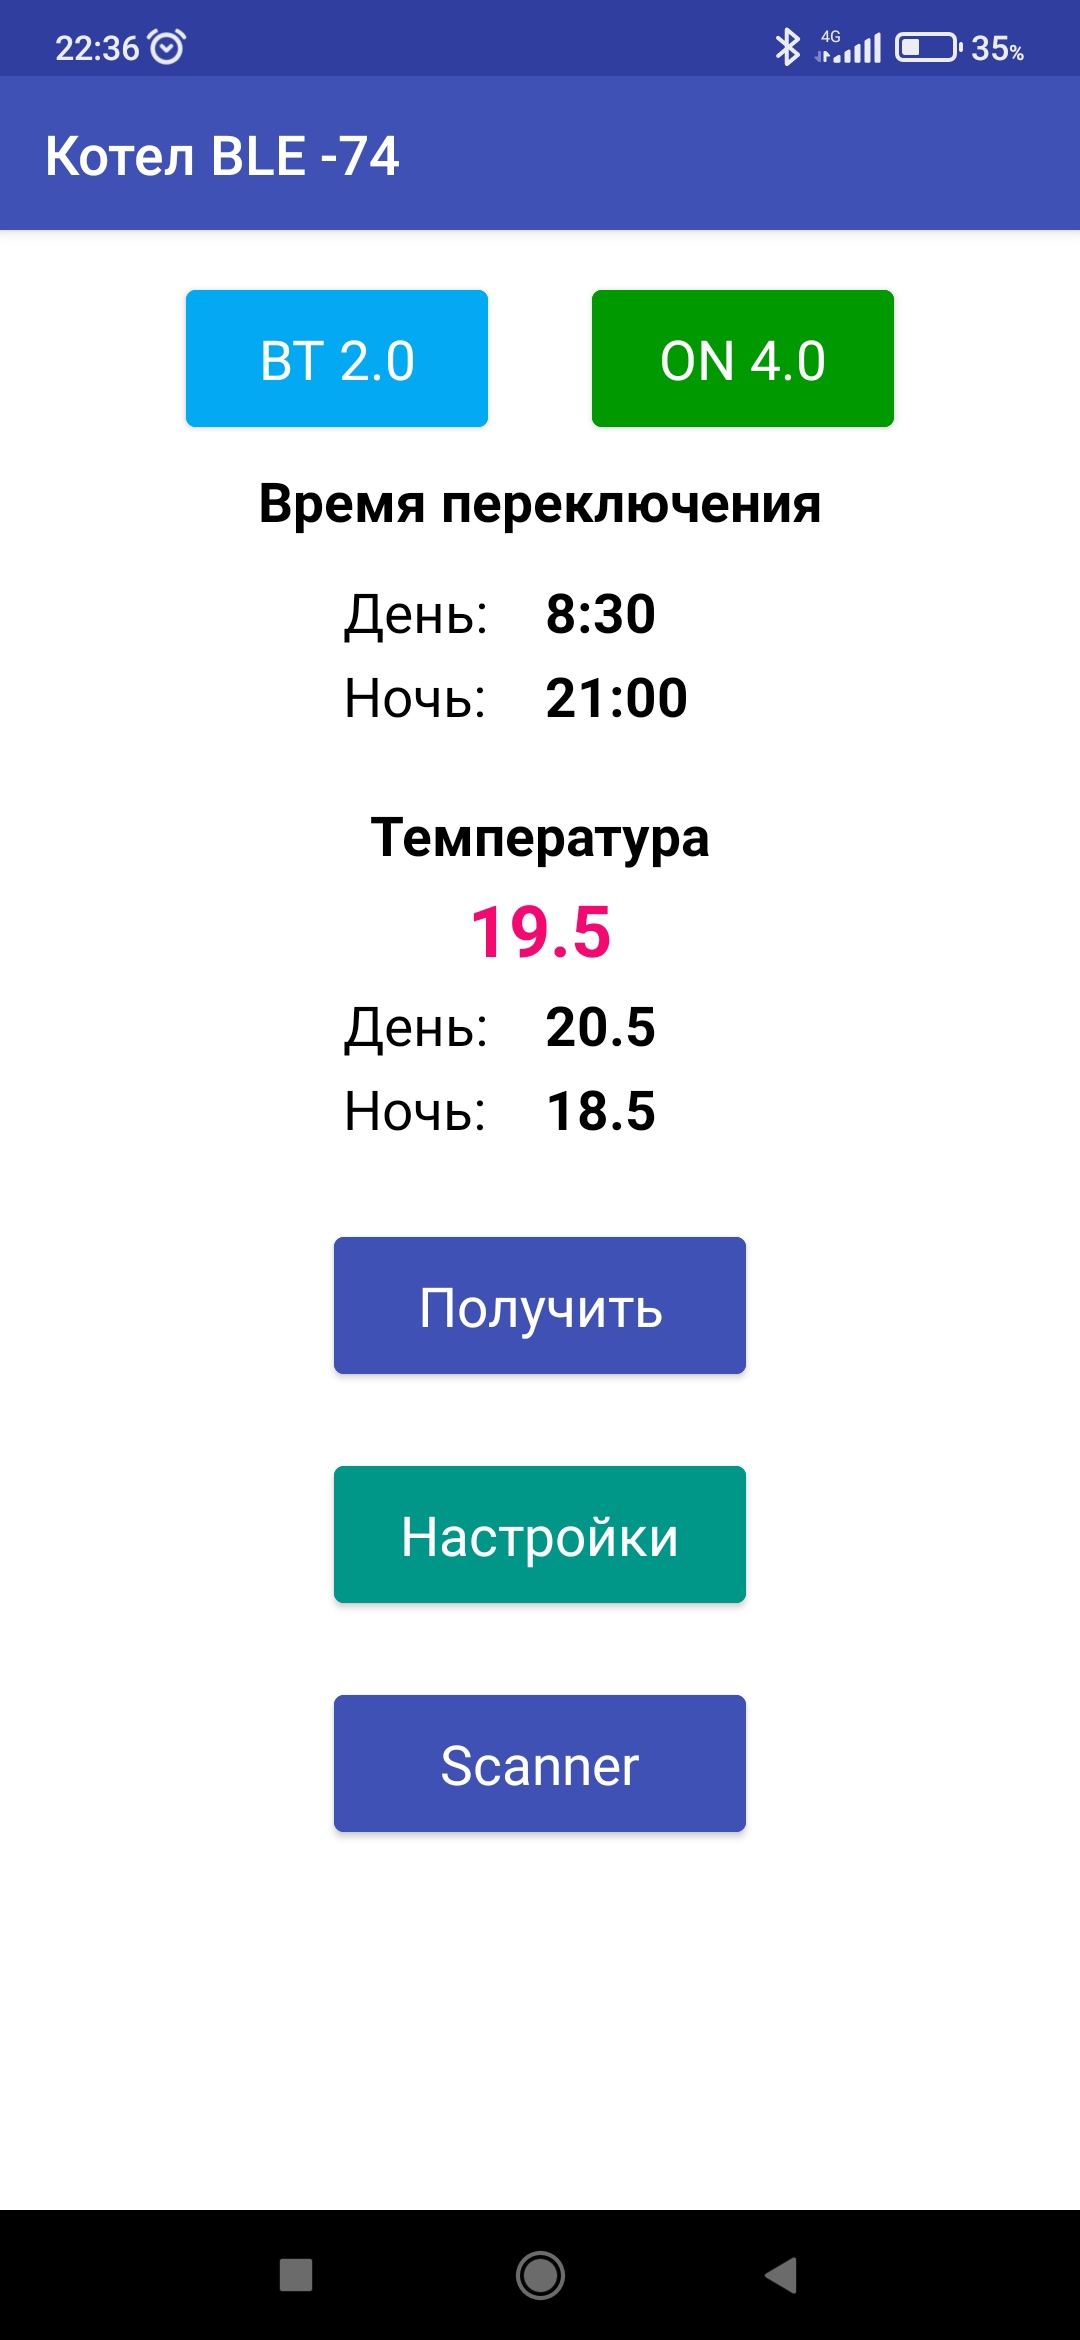 22:36 4G 35%
Котел BLE -74
BT 2.0 ON 4.0
Время переключения
День: 8:30
Ночь: 21:00
Температура
19.5
День: 20.5
Ночь: 18.5
Получить
Настройки
Scanner